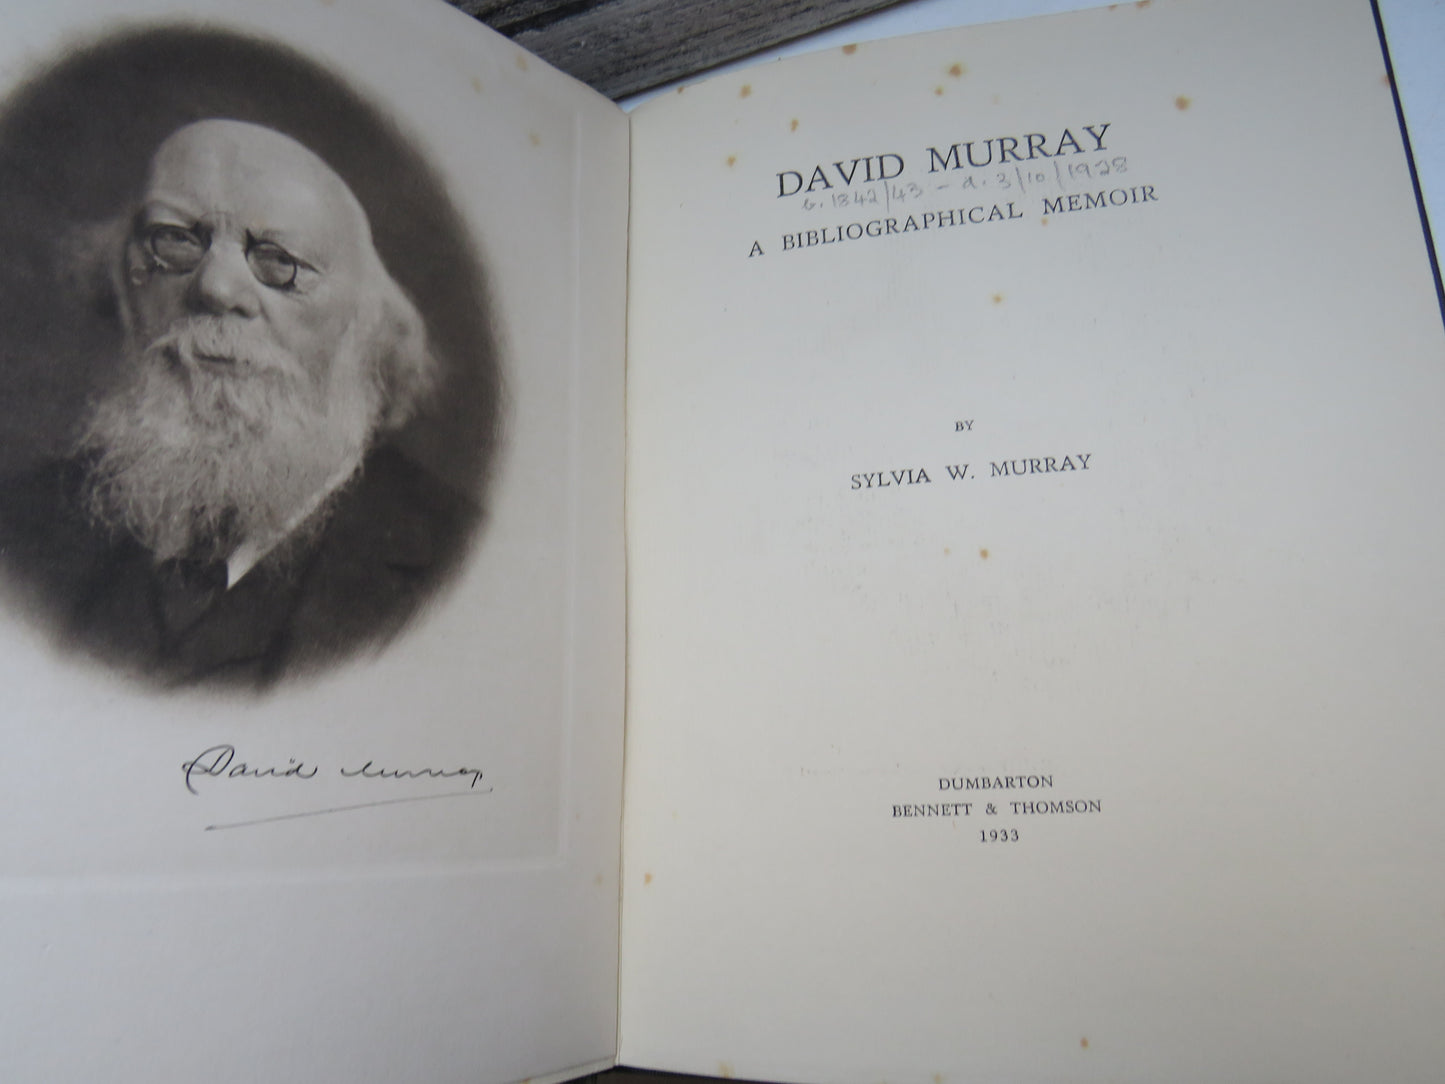 David Murray
DAVID MURRAY
b. 1842/43 - d. 3/10/1928
A BIBLIOGRAPHICAL MEMOIR
BY
SYLVIA W. MURRAY
DUMBARTON
BENNETT & THOMSON
1933